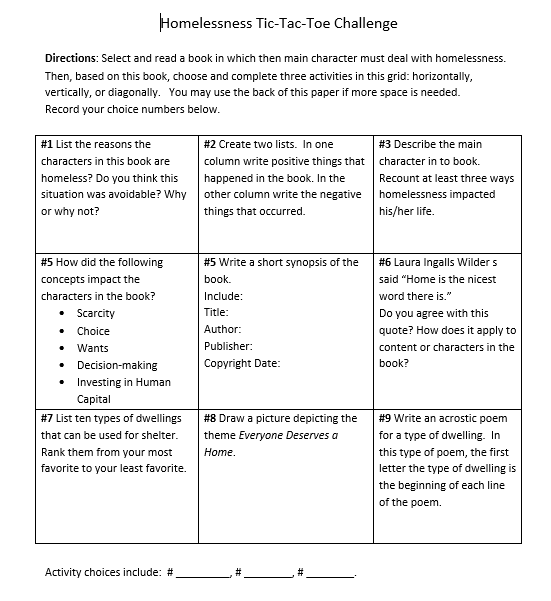 Homelessness Tic-Tac-Toe Challenge
Directions: Select and read a book in which then main character must deal with homelessness.
Then, based on this book, choose and complete three activities in this grid: horizontally,
vertically, or diagonally. You may use the back of this paper if more space is needed.
Record your choice numbers below.
#1 List the reasons the
characters in this book are
homeless? Do you think this
situation was avoidable? Why
or why not?
#2 Create two lists. In one
column write positive things that
happened in the book. In the
other column write the negative
things that occurred.
#3 Describe the main
character in to book.
Recount at least three ways
homelessness impacted
his/her life.
#5 How did the following
concepts impact the
characters in the book?
• Scarcity
• Choice
• Wants
• Decision-making
• Investing in Human
Capital
#5 Write a short synopsis of the
book.
Include:
Title:
Author:
Publisher:
Copyright Date:
#6 Laura Ingalls Wilder s
said “Home is the nicest
word there is.”
Do you agree with this
quote? How does it apply to
content or characters in the
book?
#7 List ten types of dwellings
that can be used for shelter.
Rank them from your most
favorite to your least favorite.
#8 Draw a picture depicting the
theme Everyone Deserves a
Home.
#9 Write an acrostic poem
for a type of dwelling. In
this type of poem, the first
letter the type of dwelling is
the beginning of each line
of the poem.
Activity choices include: # _________, # ________, # ________.